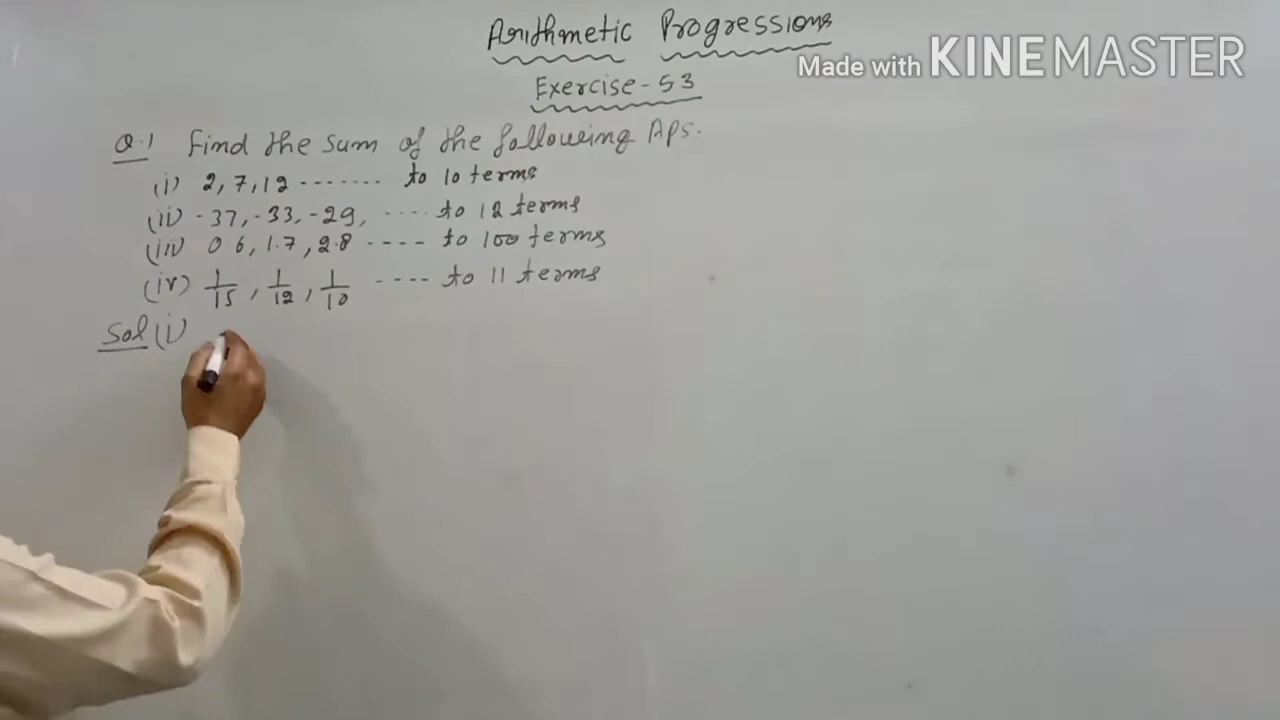 Arithmetic Progressions
Made with KINEMASTER
Exercise - 53
Q.1 Find the sum of the following APs.
(i) 2, 7, 12 ....... to 10 terms
(ii) -37, -33, -29, .... to 12 terms
(iii) 0 6, 1.7, 2.8 ---- to 100 terms
(iv) 1/15, 1/12, 1/10 ---- to 11 terms
Sol (i)